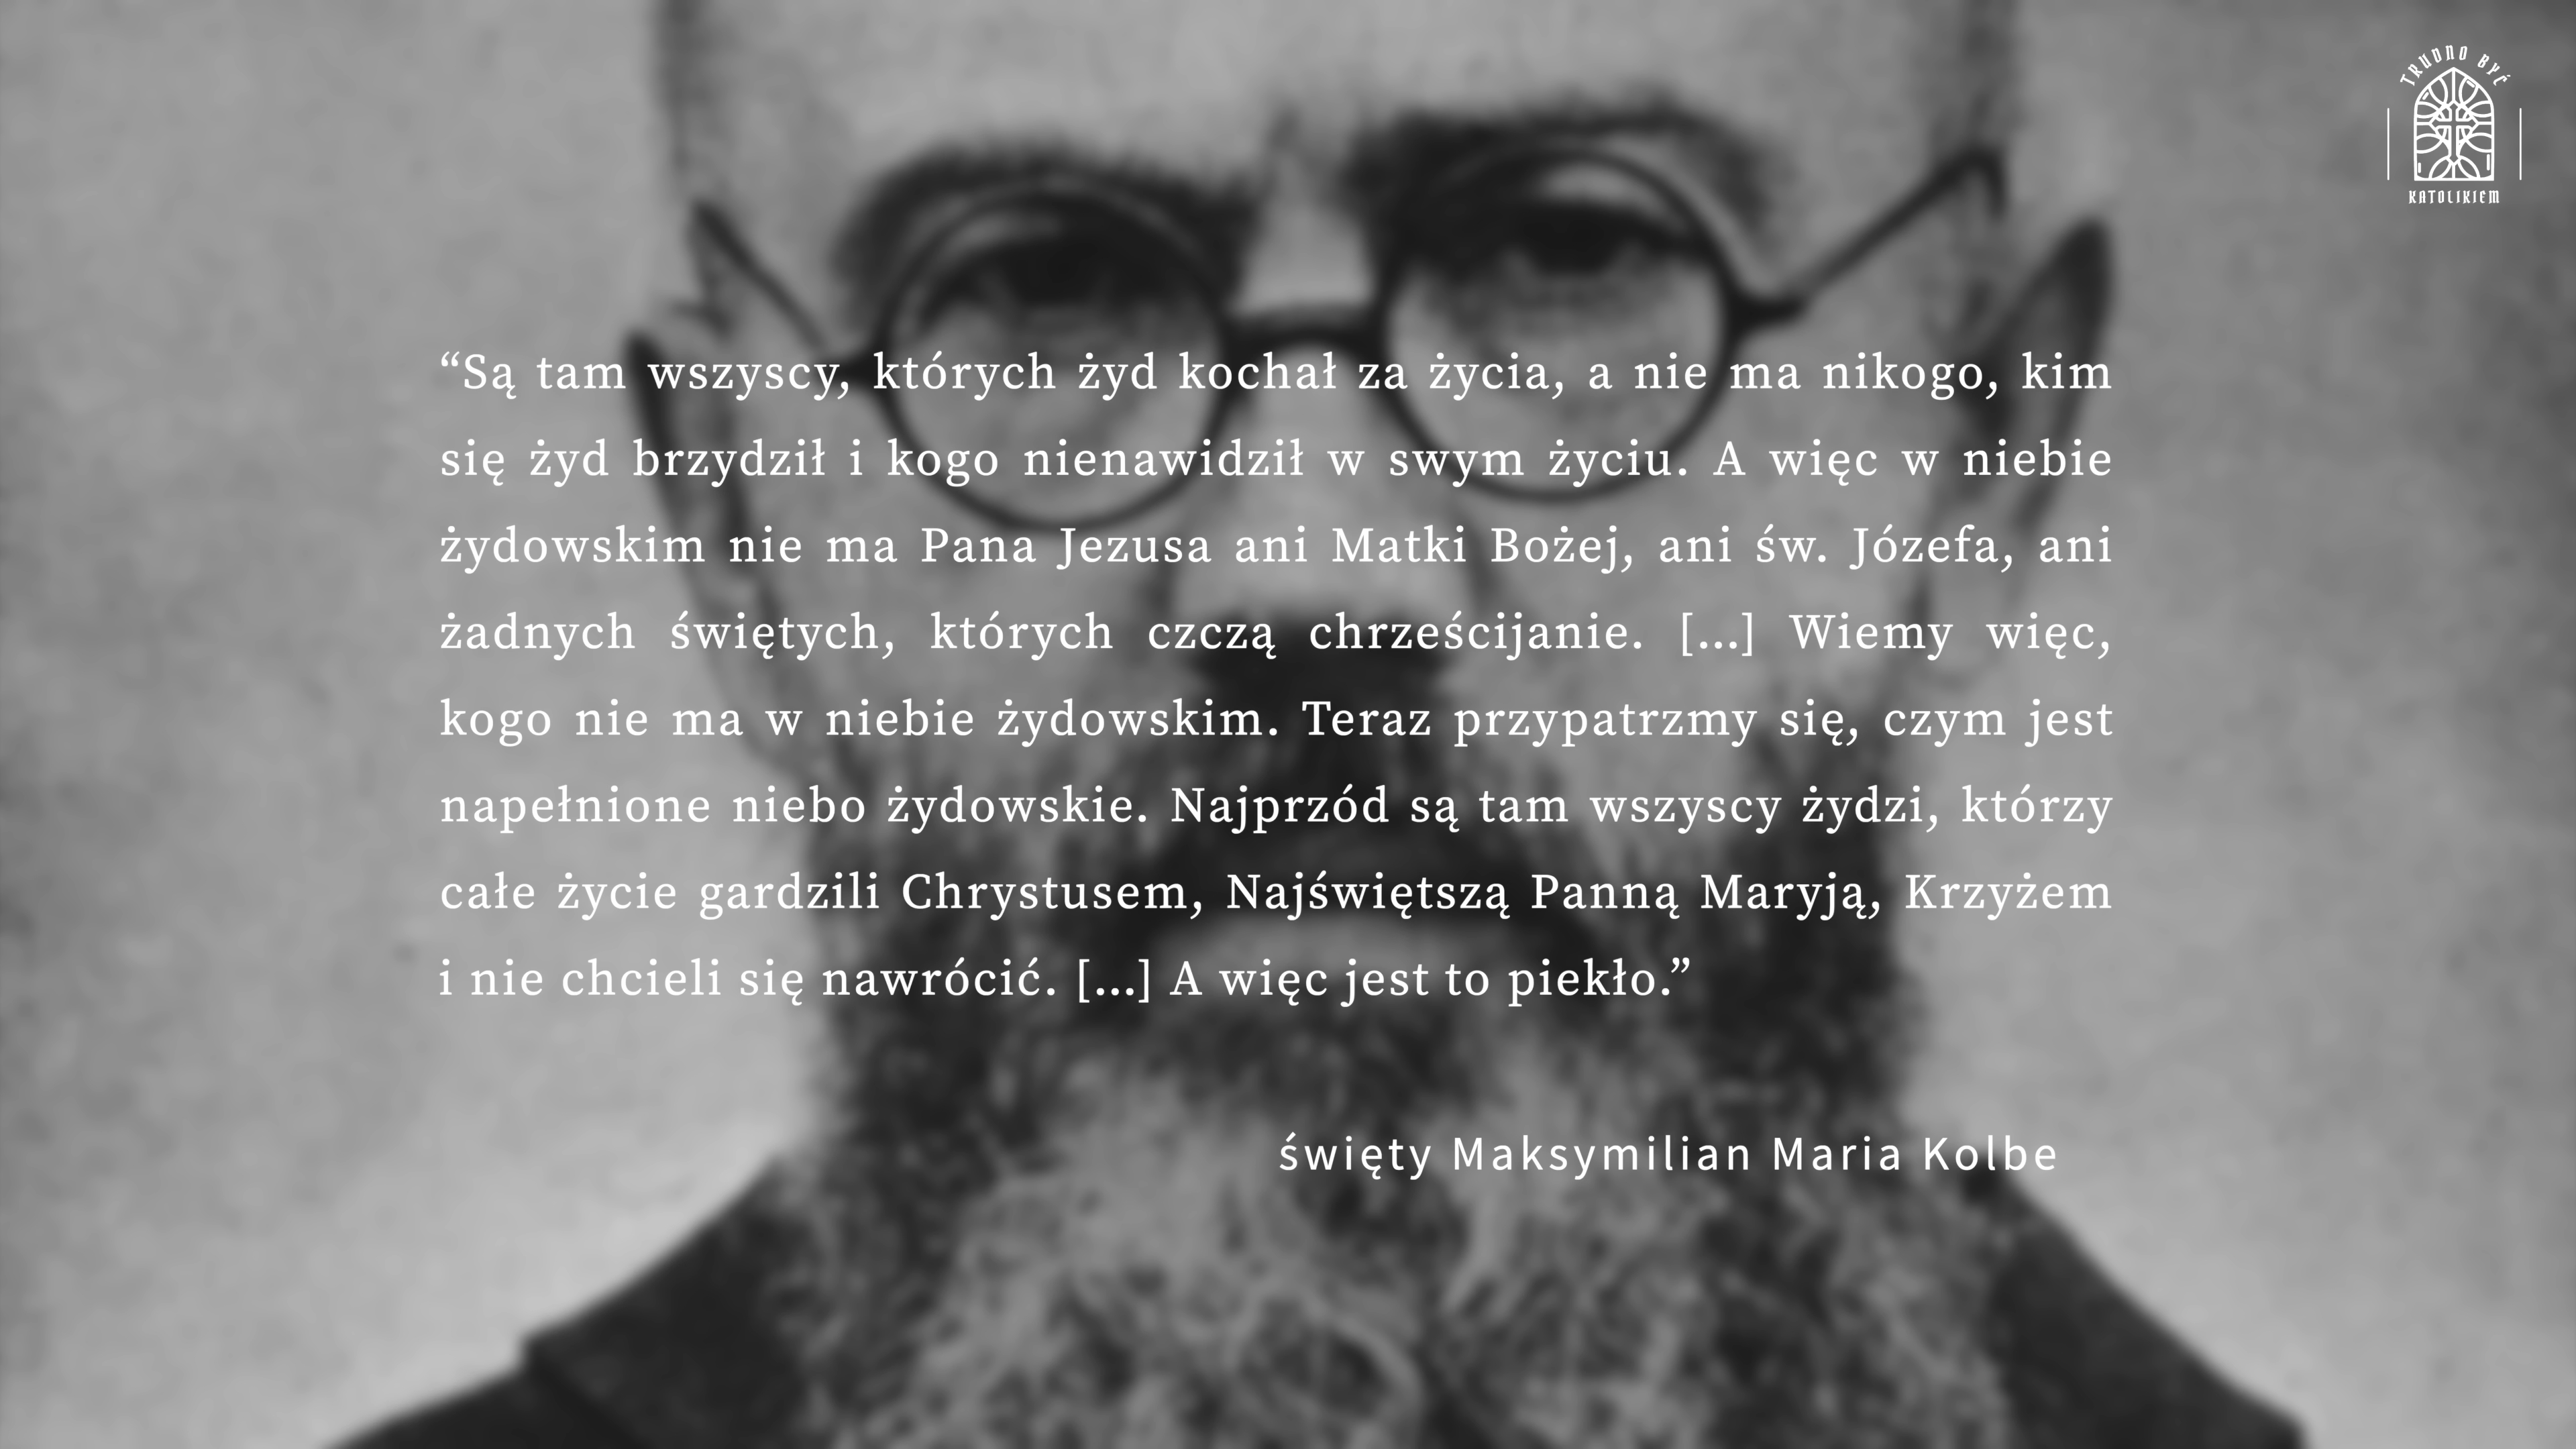 TRUDNO BYĆ
KATOLIKIEM
“Są tam wszyscy, których żyd kochał za życia, a nie ma nikogo, kim
się żyd brzydził i kogo nienawidził w swym życiu. A więc w niebie
żydowskim nie ma Pana Jezusa ani Matki Bożej, ani św. Józefa, ani
żadnych świętych, których czczą chrześcijanie. [...] Wiemy więc,
kogo nie ma w niebie żydowskim. Teraz przypatrzmy się, czym jest
napełnione niebo żydowskie. Najprzód są tam wszyscy żydzi, którzy
całe życie gardzili Chrystusem, Najświętszą Panną Maryją, Krzyżem
i nie chcieli się nawrócić. [...] A więc jest to piekło.”
święty Maksymilian Maria Kolbe